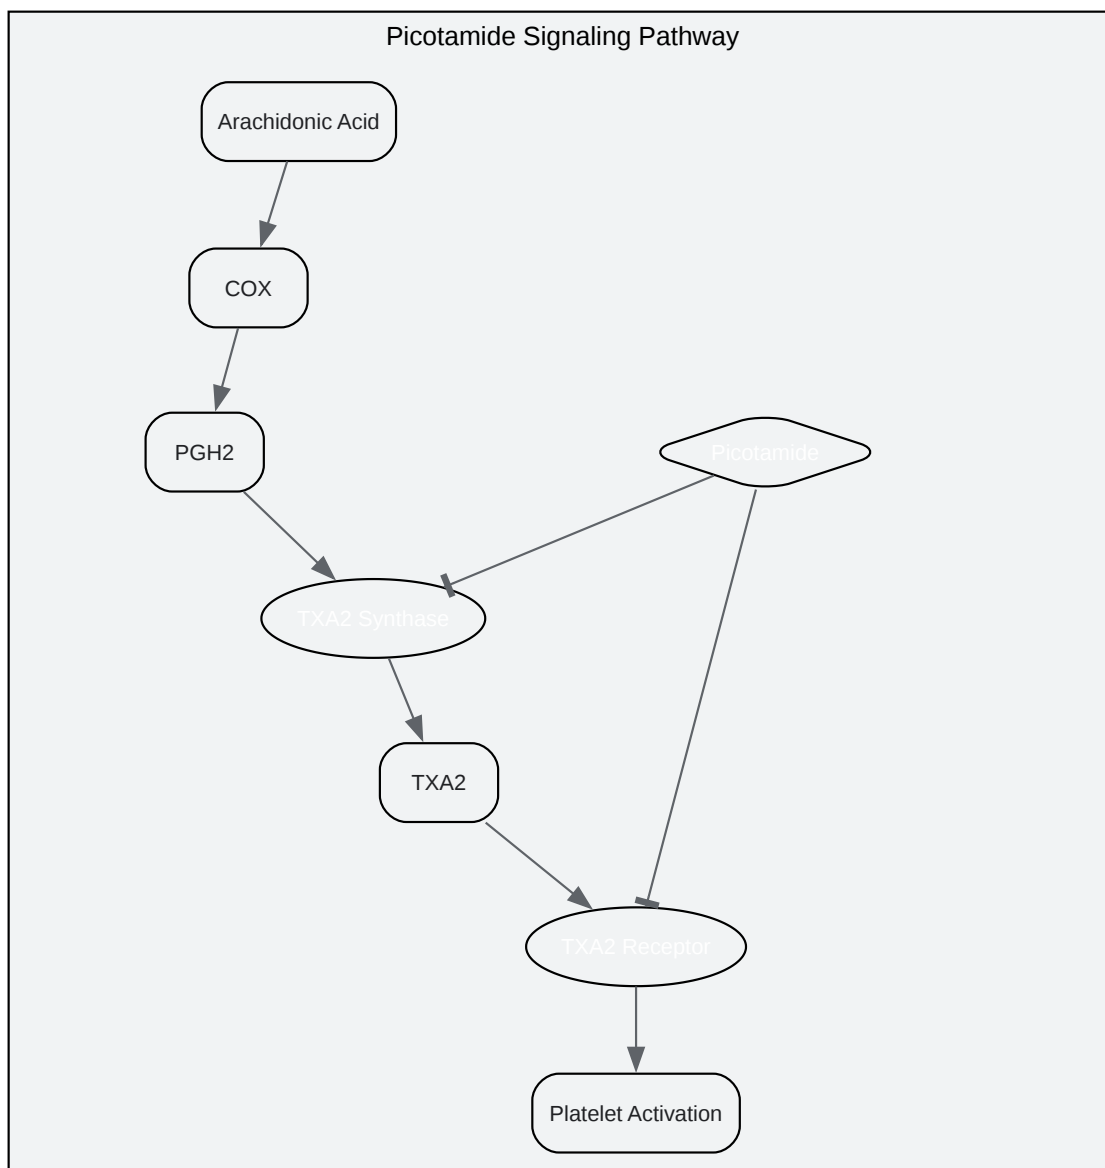 Picotamide Signaling Pathway
Arachidonic Acid
COX
PGH2
Picotamide
TXA2 Synthase
TXA2
TXA2 Receptor
Platelet Activation